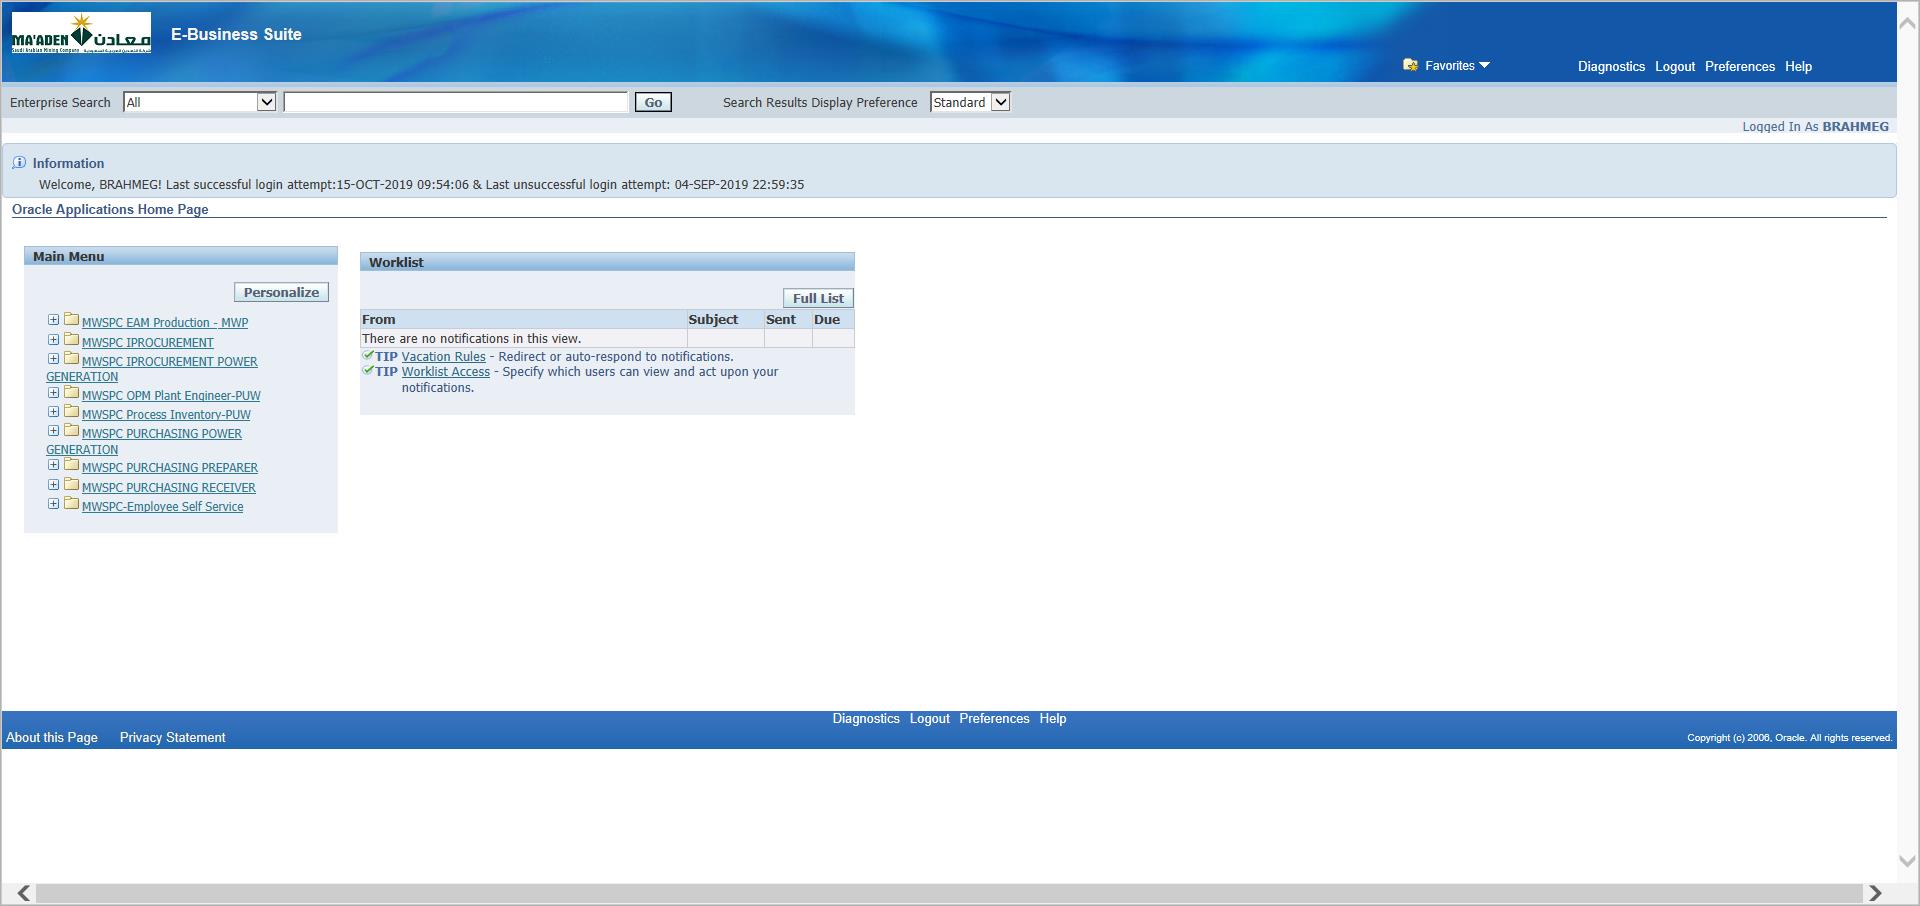 MA'ADEN معادن
Saudi Arabian Mining Company
E-Business Suite
Favorites
Diagnostics Logout Preferences Help
Enterprise Search All Go Search Results Display Preference Standard
Logged In As BRAHMEG
Information
Welcome, BRAHMEG! Last successful login attempt:15-OCT-2019 09:54:06 & Last unsuccessful login attempt: 04-SEP-2019 22:59:35
Oracle Applications Home Page
Main Menu
Personalize
MWSPC EAM Production - MWP
MWSPC IPROCUREMENT
MWSPC IPROCUREMENT POWER
GENERATION
MWSPC OPM Plant Engineer-PUW
MWSPC Process Inventory-PUW
MWSPC PURCHASING POWER
GENERATION
MWSPC PURCHASING PREPARER
MWSPC PURCHASING RECEIVER
MWSPC-Employee Self Service
Worklist
Full List
From Subject Sent Due
There are no notifications in this view.
TIP Vacation Rules - Redirect or auto-respond to notifications.
TIP Worklist Access - Specify which users can view and act upon your
notifications.
Diagnostics Logout Preferences Help
About this Page Privacy Statement
Copyright (c) 2006, Oracle. All rights reserved.